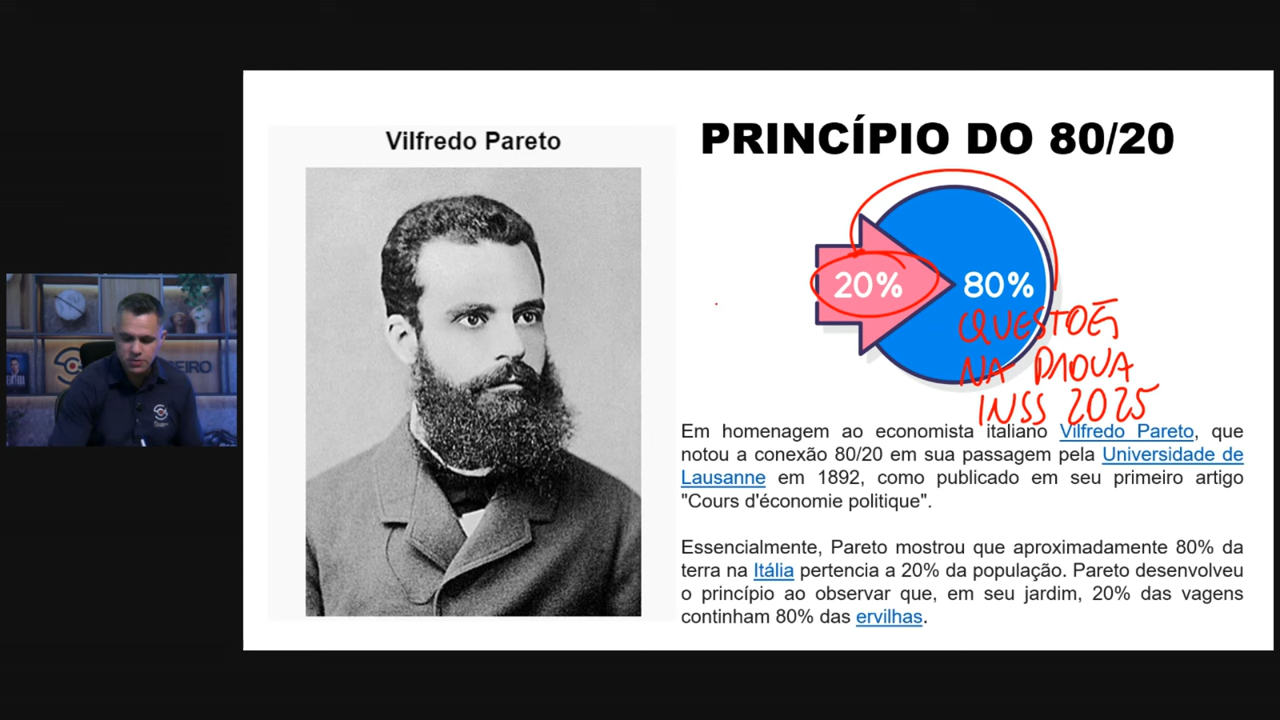 Vilfredo Pareto
PRINCÍPIO DO 80/20
20%
80%
QUESTOES
NA PROVA
INSS 2025
Em homenagem ao economista italiano Vilfredo Pareto, que
notou a conexão 80/20 em sua passagem pela Universidade de
Lausanne em 1892, como publicado em seu primeiro artigo
"Cours d'économie politique".
Essencialmente, Pareto mostrou que aproximadamente 80% da
terra na Itália pertencia a 20% da população. Pareto desenvolveu
o princípio ao observar que, em seu jardim, 20% das vagens
continham 80% das ervilhas.